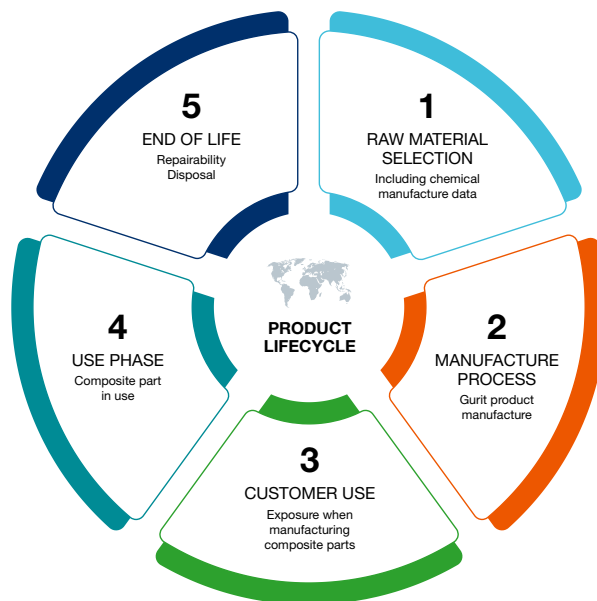 PRODUCT
LIFECYCLE
1
RAW MATERIAL
SELECTION
Including chemical
manufacture data
2
MANUFACTURE
PROCESS
Gurit product
manufacture
3
CUSTOMER USE
Exposure when
manufacturing
composite parts
4
USE PHASE
Composite part
in use
5
END OF LIFE
Repairability
Disposal